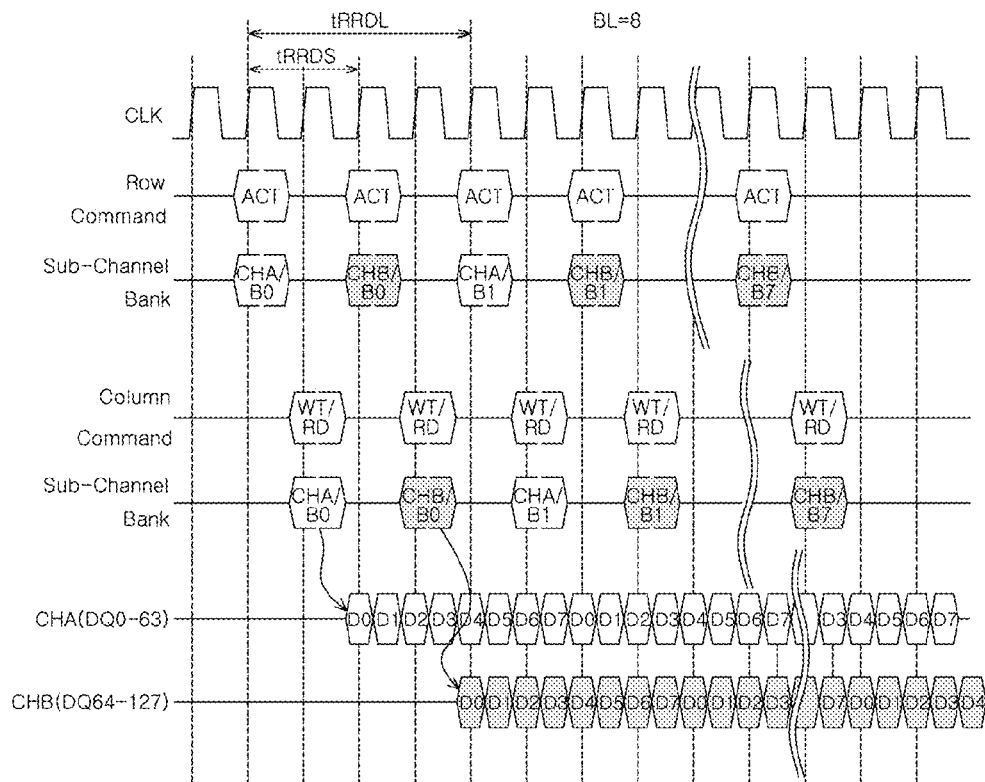 tRRDL
BL=8
tRRDS
CLK
Row
Command
ACT
ACT
ACT
ACT
ACT
Sub-Channel
Bank
CHA/
B0
CHB/
B0
CHA/
B1
CHB/
B1
CHB/
B7
Column
Command
WT/
RD
WT/
RD
WT/
RD
WT/
RD
WT/
RD
Sub-Channel
Bank
CHA/
B0
CHB/
B0
CHA/
B1
CHB/
B1
CHB/
B7
CHA(DQ0-63)
D0 D1 D2 D3 D4 D5 D6 D7 D0 D1 D2 D3 D4 D5 D6 D7 D3 D4 D5 D6 D7
CHB(DQ64-127)
D0 D1 D2 D3 D4 D5 D6 D7 D0 D1 D2 D3 D7 D0 D1 D2 D3 D4